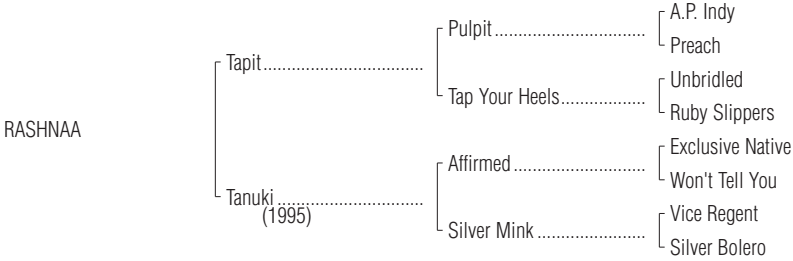 A.P. Indy
Pulpit................................
Preach
Tapit..................................
Unbridled
Tap Your Heels..................
Ruby Slippers
RASHNAA
Exclusive Native
Affirmed............................
Won't Tell You
Tanuki...............................
(1995)
Vice Regent
Silver Mink.......................
Silver Bolero